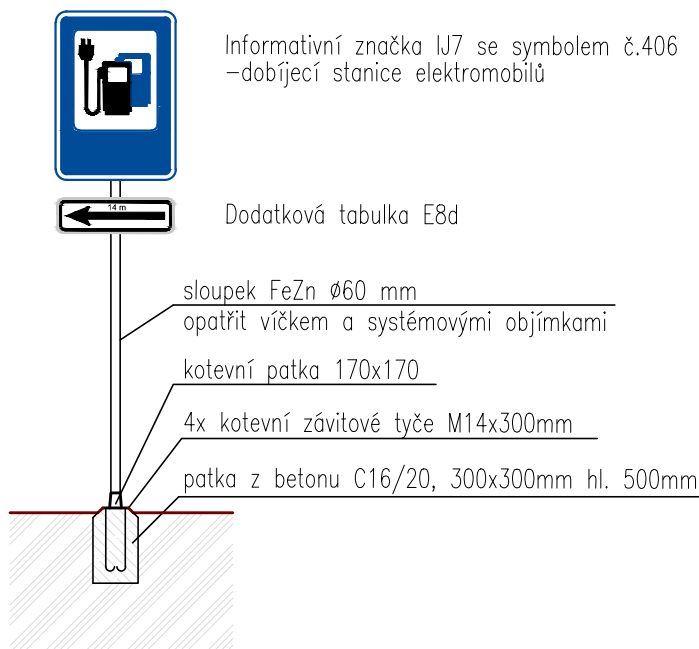 Informativní značka IJ7 se symbolem č.406
–dobíjecí stanice elektromobilů
14 m
Dodatková tabulka E8d
sloupek FeZn Ø60 mm
opatřit víčkem a systémovými objímkami
kotevní patka 170x170
4x kotevní závitové tyče M14x300mm
patka z betonu C16/20, 300x300mm hl. 500mm